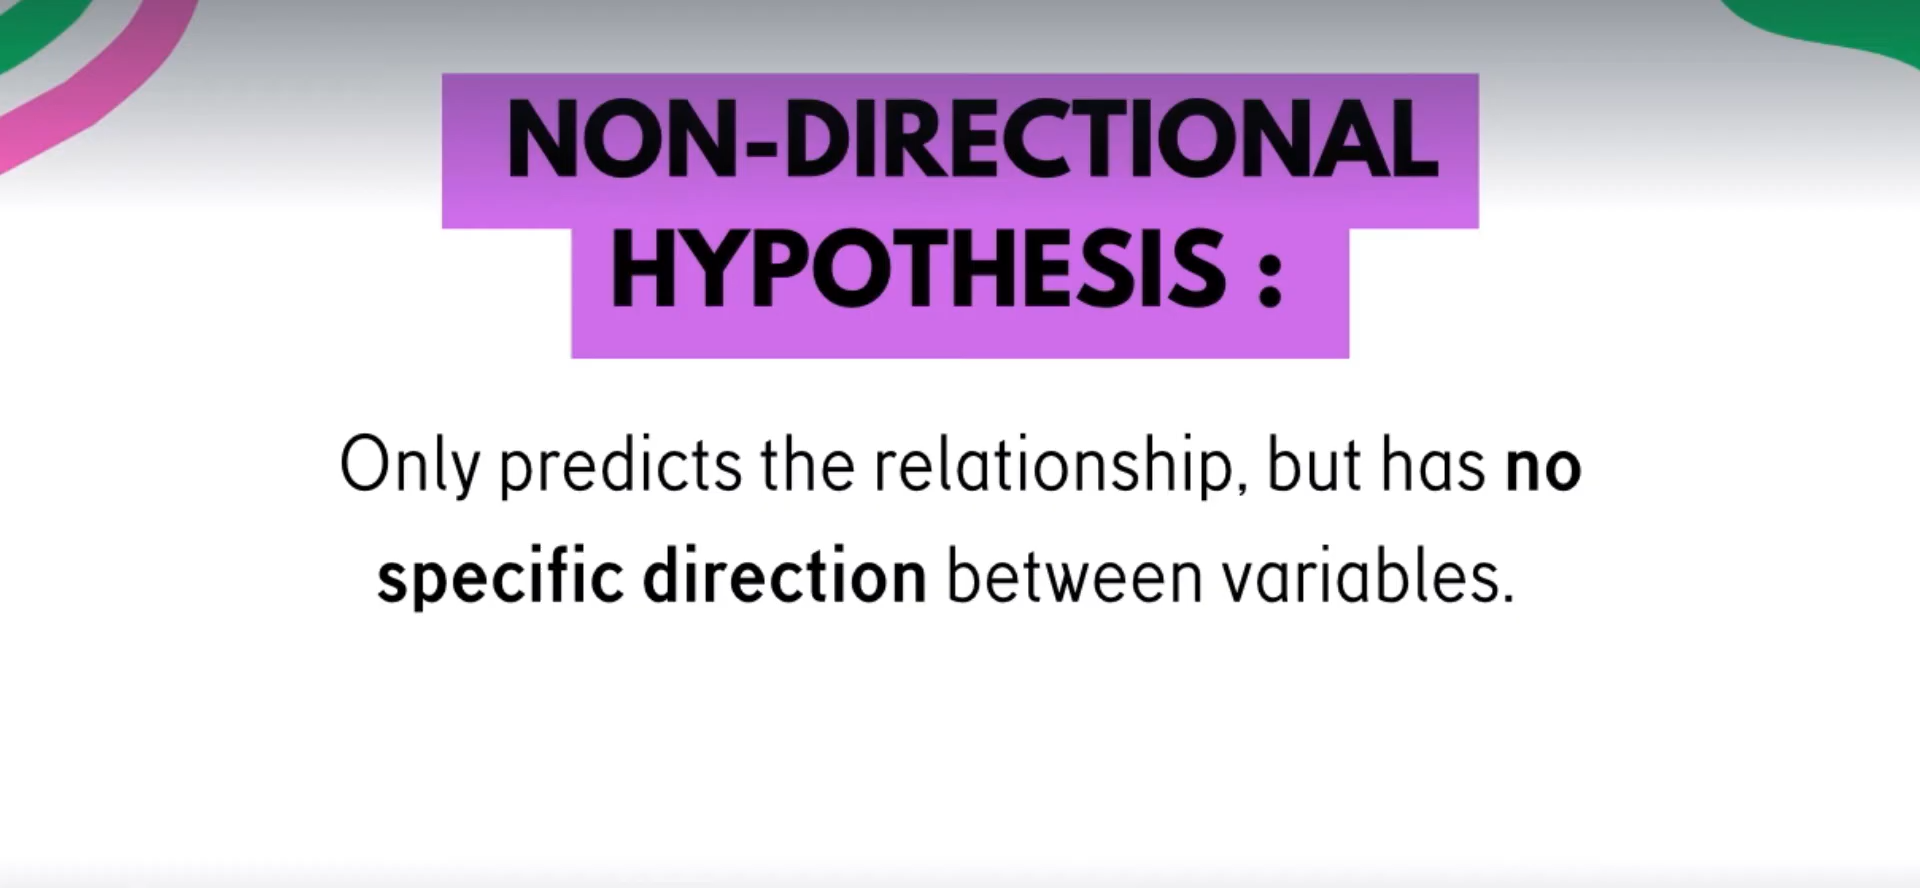 NON-DIRECTIONAL
HYPOTHESIS :
Only predicts the relationship, but has no
specific direction between variables.